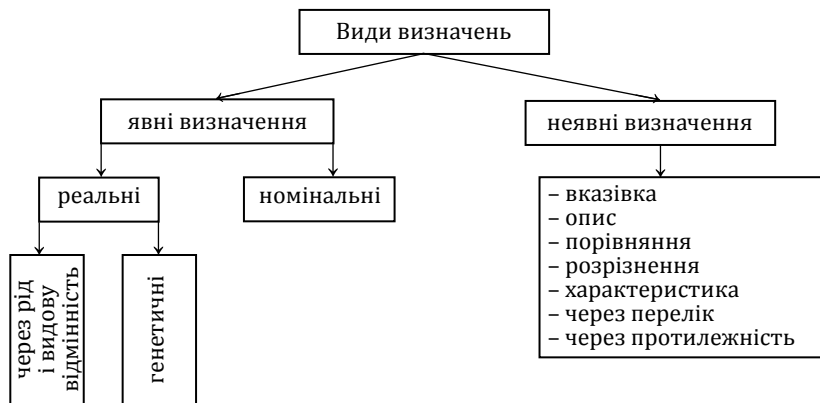 Види визначень
явні визначення
неявні визначення
реальні
номінальні
через рід
і видову
відмінність
генетичні
– вказівка
– опис
– порівняння
– розрізнення
– характеристика
– через перелік
– через протилежність